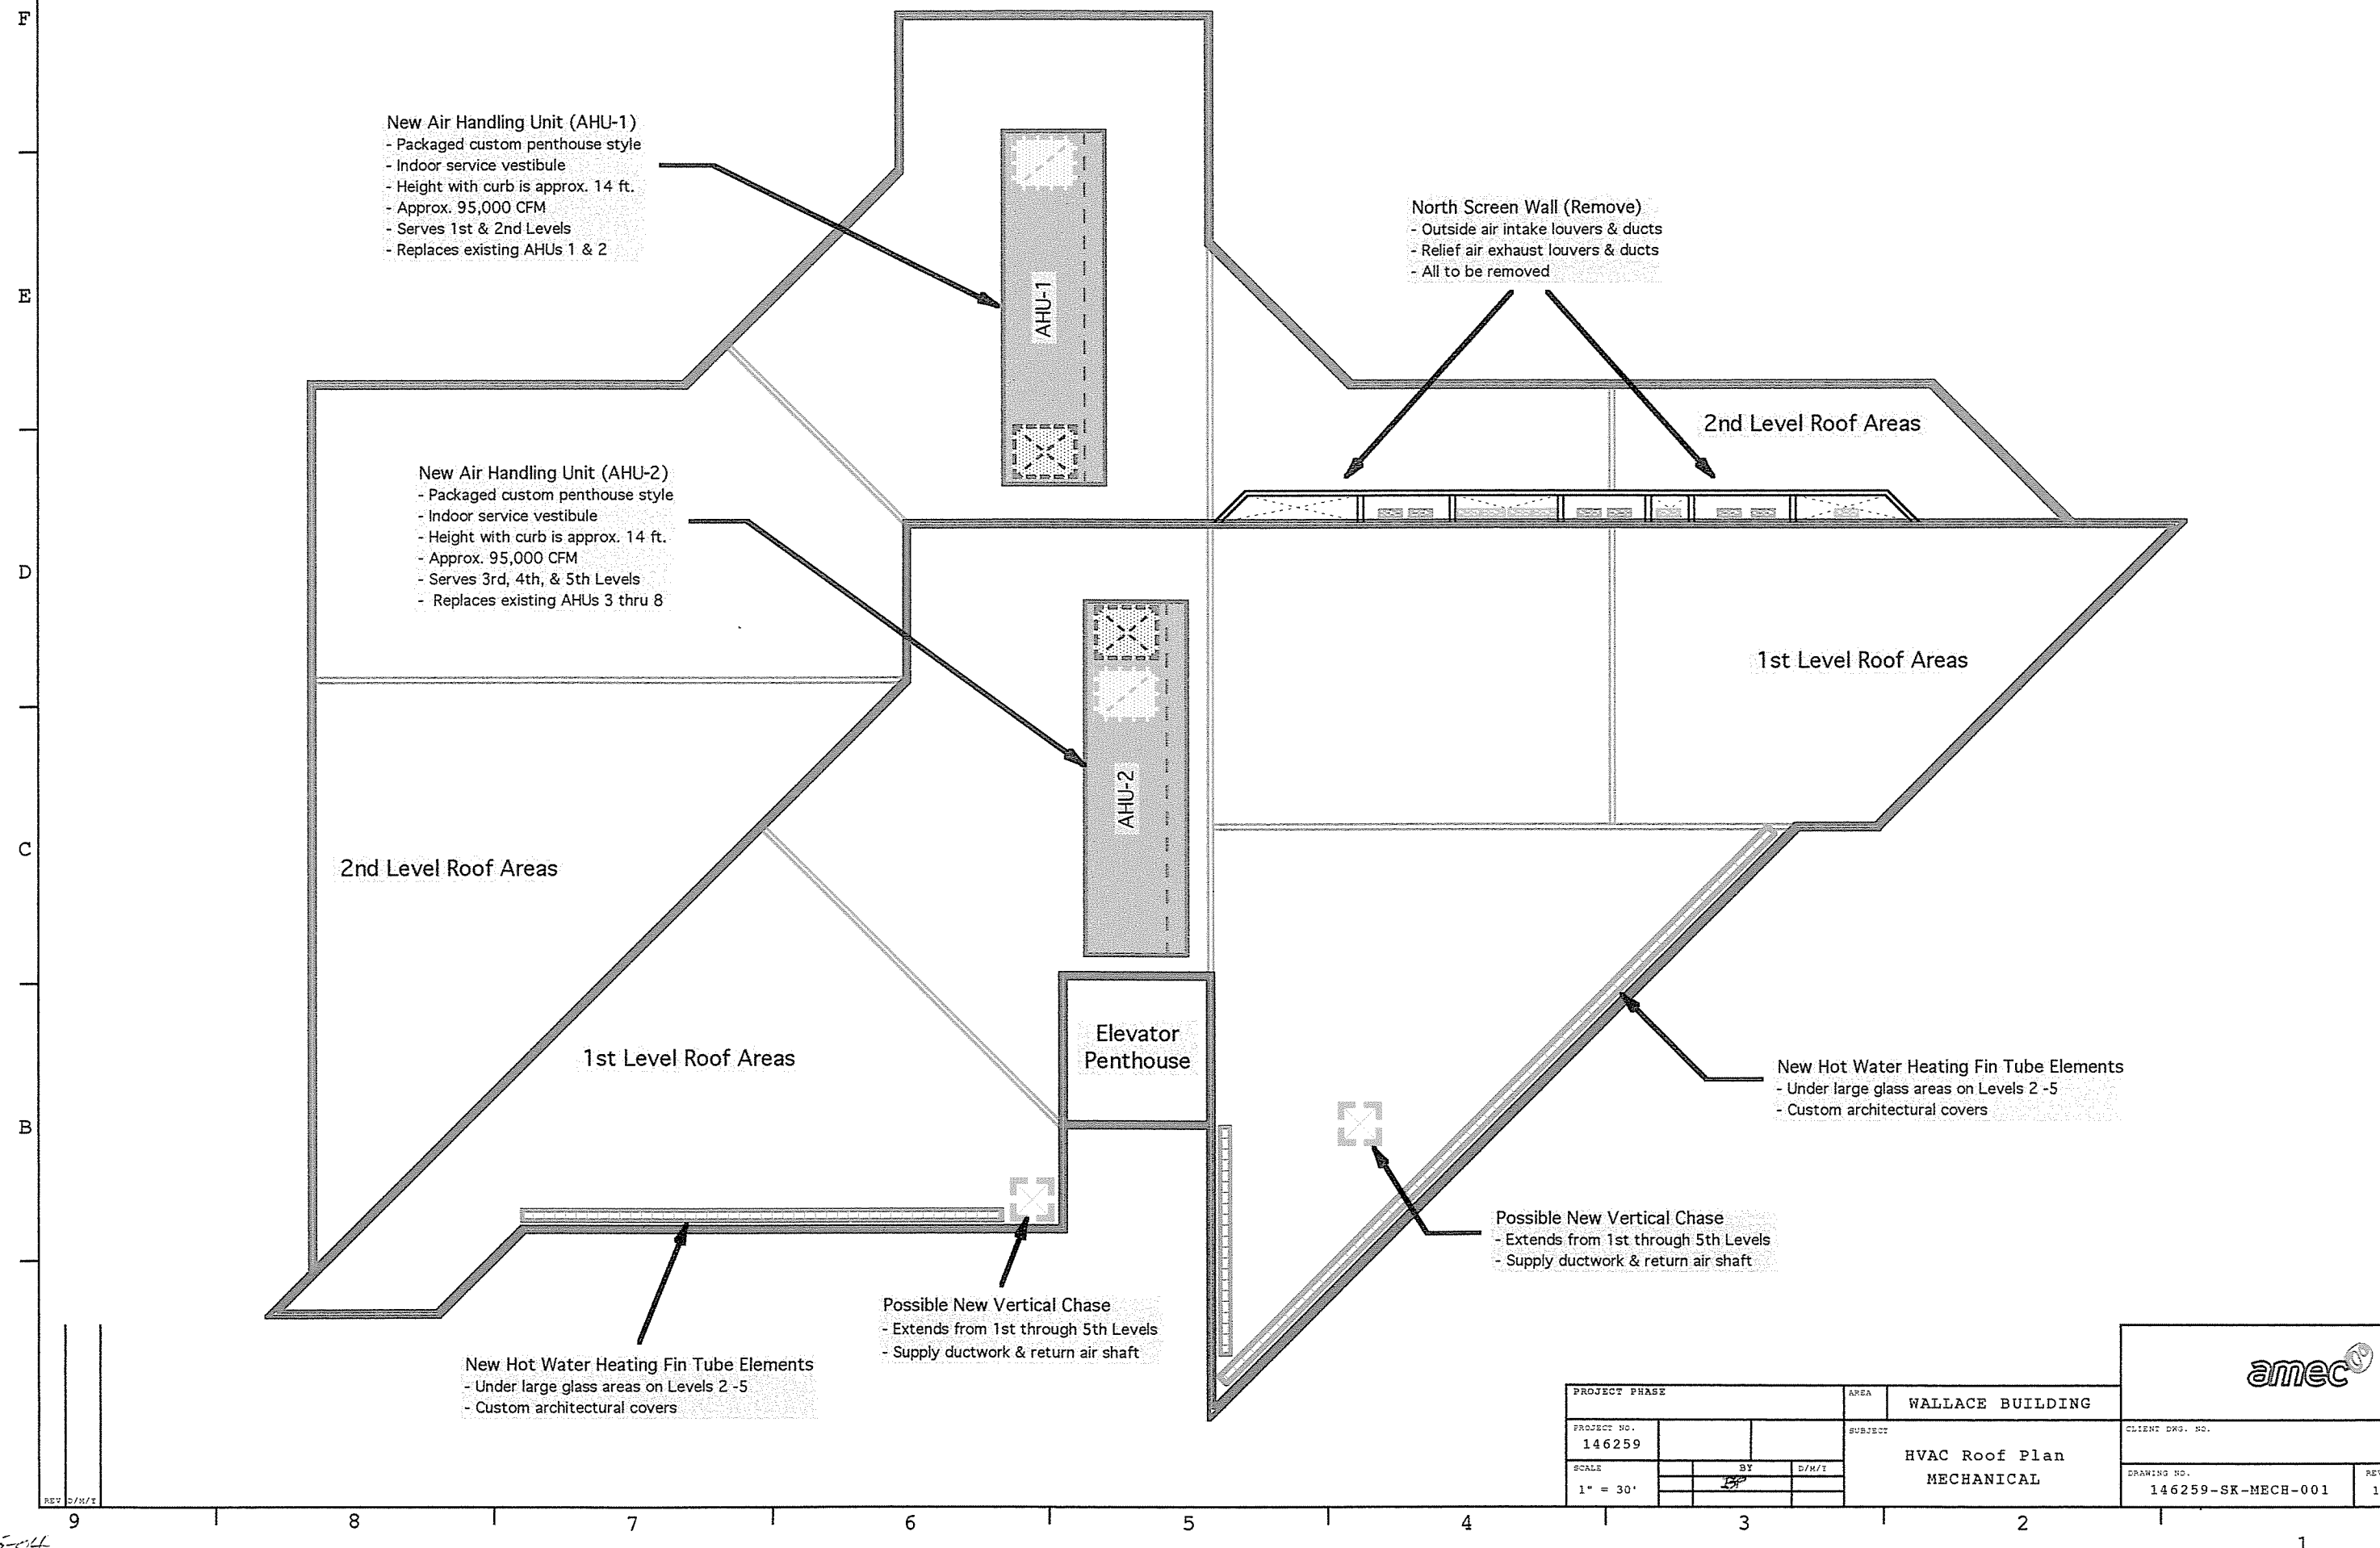 F
New Air Handling Unit (AHU-1)
- Packaged custom penthouse style
- Indoor service vestibule
- Height with curb is approx. 14 ft.
- Approx. 95,000 CFM
- Serves 1st & 2nd Levels
- Replaces existing AHUs 1 & 2
North Screen Wall (Remove)
- Outside air intake louvers & ducts
- Relief air exhaust louvers & ducts
- All to be removed
E
AHU-1
2nd Level Roof Areas
New Air Handling Unit (AHU-2)
- Packaged custom penthouse style
- Indoor service vestibule
- Height with curb is approx. 14 ft.
- Approx. 95,000 CFM
- Serves 3rd, 4th, & 5th Levels
- Replaces existing AHUs 3 thru 8
D
1st Level Roof Areas
AHU-2
C
2nd Level Roof Areas
Elevator
Penthouse
1st Level Roof Areas
New Hot Water Heating Fin Tube Elements
- Under large glass areas on Levels 2 -5
- Custom architectural covers
B
Possible New Vertical Chase
- Extends from 1st through 5th Levels
- Supply ductwork & return air shaft
Possible New Vertical Chase
- Extends from 1st through 5th Levels
- Supply ductwork & return air shaft
New Hot Water Heating Fin Tube Elements
- Under large glass areas on Levels 2 -5
- Custom architectural covers
amec
PROJECT PHASE
AREA
WALLACE BUILDING
PROJECT NO.
146259
SUBJECT
HVAC Roof Plan
MECHANICAL
CLIENT DWG. NO.
SCALE
1" = 30'
BY
D/M/Y
DRAWING NO.
146259-SK-MECH-001
REV
1
REV D/M/Y
9 8 7 6 5 4 3 2 1